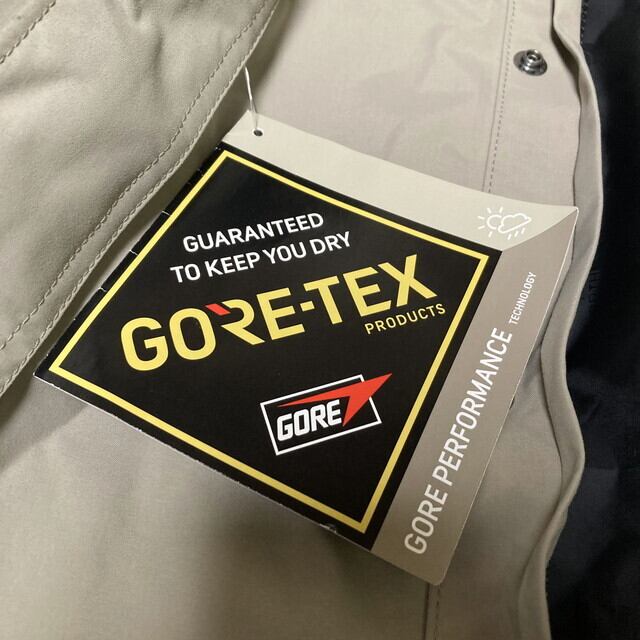 GUARANTEED
TO KEEP YOU DRY
GORE-TEX
PRODUCTS
GORE
GORE PERFORMANCE
TECHNOLOGY